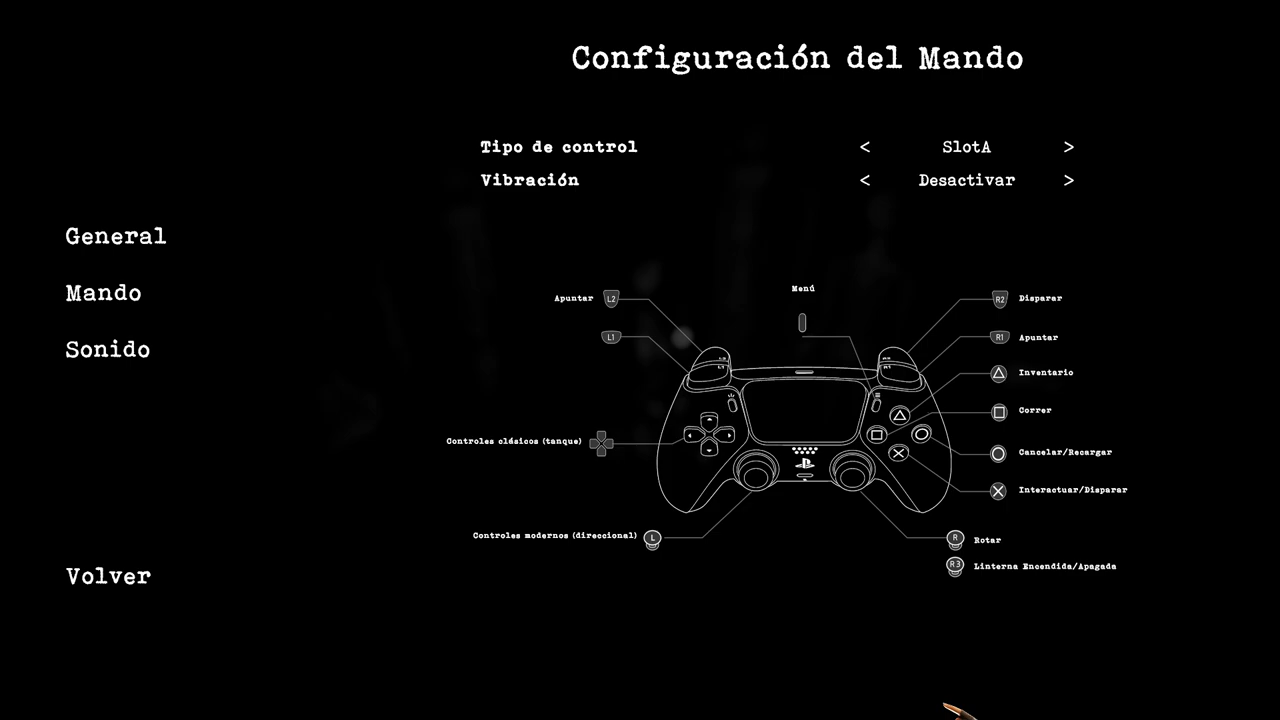 Configuración del Mando
Tipo de control < SlotA >
Vibración < Desactivar >
General
Mando
Sonido
Volver
Menú
Apuntar L2
L1
Controles clásicos (tanque)
Controles modernos (direccional) L
R2 Disparar
R1 Apuntar
Inventario
Correr
Cancelar/Recargar
Interactuar/Disparar
R Rotar
R3 Linterna Encendida/Apagada